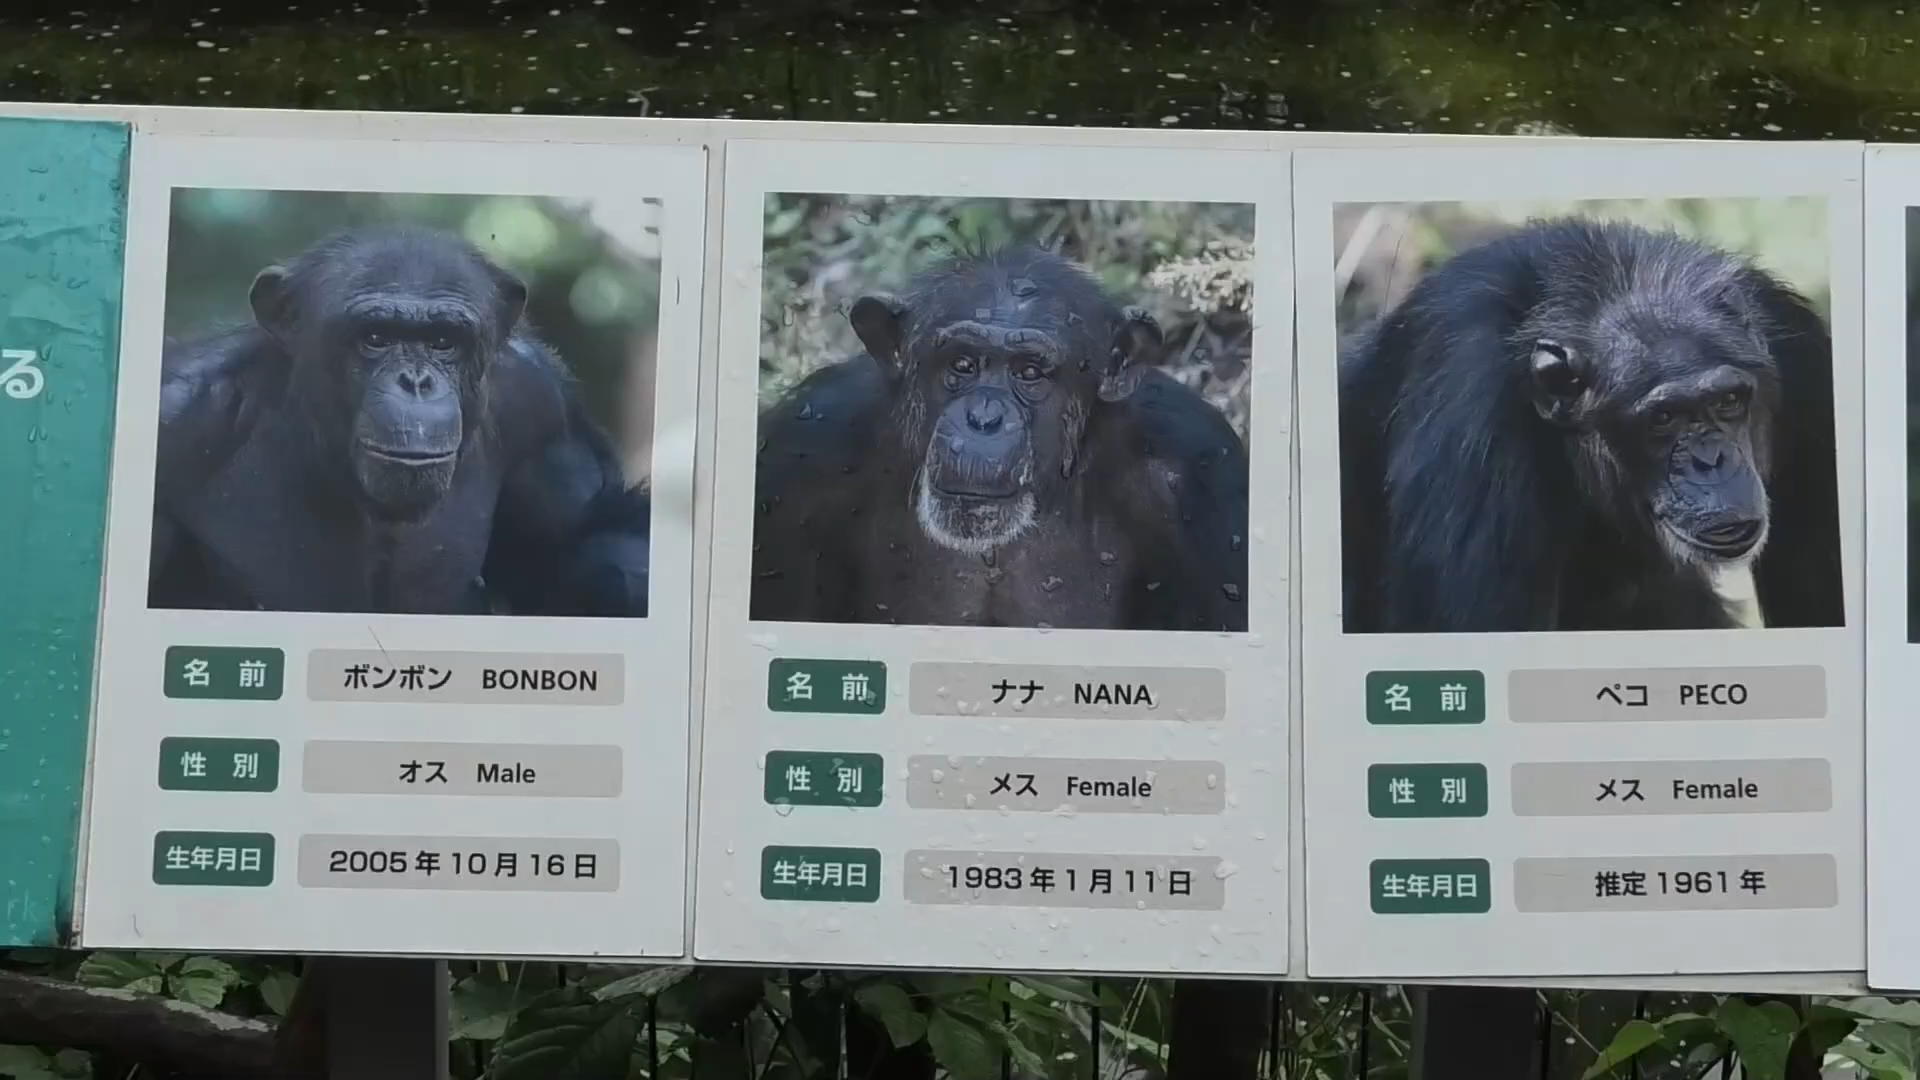 る
rk
名 前 ボンボン BONBON
性 別 オス Male
生年月日 2005年10月16日
名 前 ナナ NANA
性 別 メス Female
生年月日 1983年1月11日
名 前 ペコ PECO
性 別 メス Female
生年月日 推定1961年